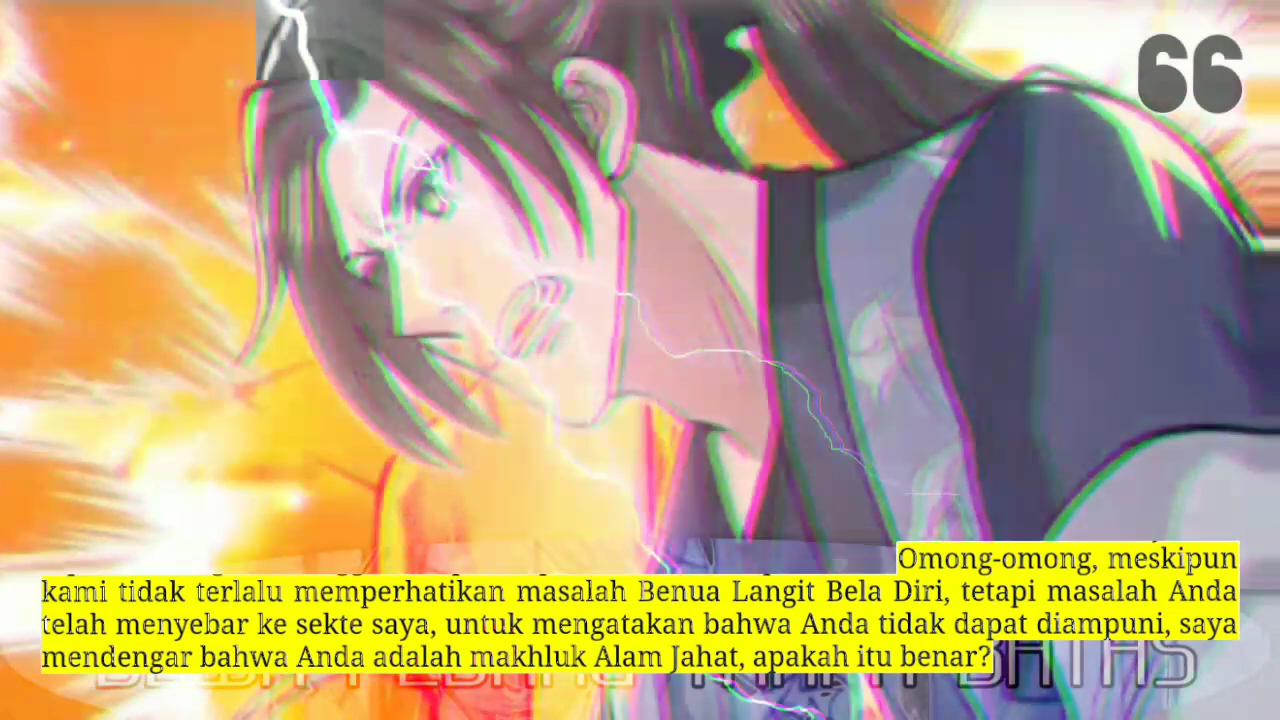 66
Omong-omong, meskipun
kami tidak terlalu memperhatikan masalah Benua Langit Bela Diri, tetapi masalah Anda
telah menyebar ke sekte saya, untuk mengatakan bahwa Anda tidak dapat diampuni, saya
mendengar bahwa Anda adalah makhluk Alam Jahat, apakah itu benar?